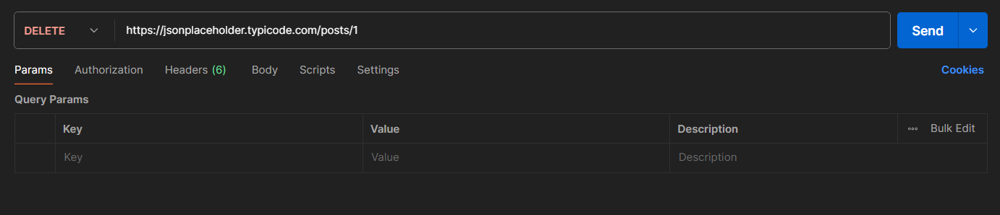 DELETE https://jsonplaceholder.typicode.com/posts/1 Send
Params Authorization Headers (6) Body Scripts Settings Cookies
Query Params
Key Value Description Bulk Edit
Key Value Description